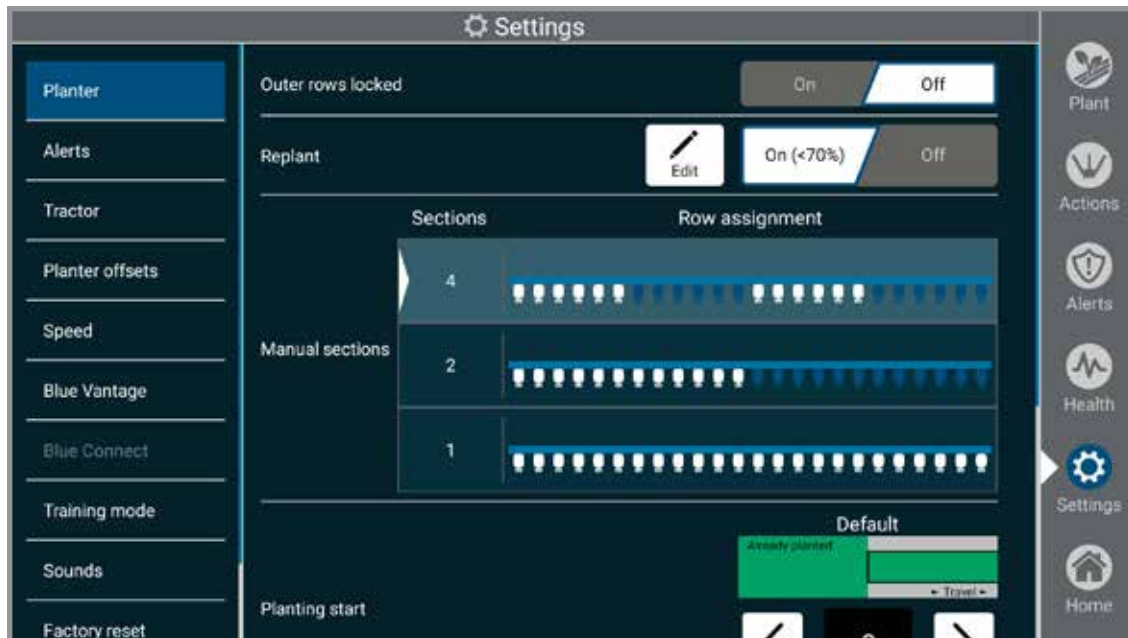 Settings
Planter
Alerts
Tractor
Planter offsets
Speed
Blue Vantage
Blue Connect
Training mode
Sounds
Factory reset
Outer rows locked
On
Off
Replant
Edit
On (<70%)
Off
Sections
Row assignment
Manual sections
4
2
1
Default
Already planted
Travel
Planting start
Plant
Actions
Alerts
Health
Settings
Home